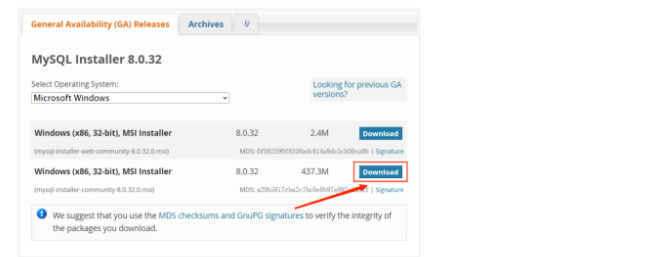 General Availability (GA) Releases Archives
MySQL Installer 8.0.32
Select Operating System:
Looking for previous GA
versions?
Microsoft Windows
Windows (x86, 32-bit), MSI Installer 8.0.32 2.4M Download
(mysql-installer-web-community-8.0.32.0.msi) MD5: | Signature
Windows (x86, 32-bit), MSI Installer 8.0.32 437.3M Download
(mysql-installer-community-8.0.32.0.msi) MD5: | Signature
We suggest that you use the MD5 checksums and GnuPG signatures to verify the integrity of
the packages you download.